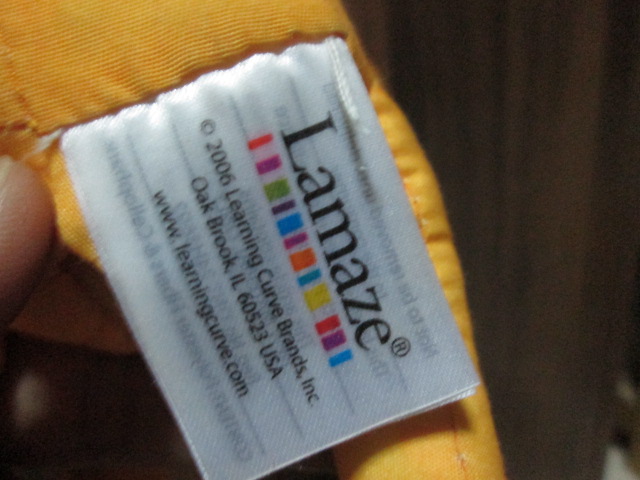 Lamaze®
© 2006 Learning Curve Brands, Inc.
Oak Brook, IL 60523 USA
www.learningcurve.com